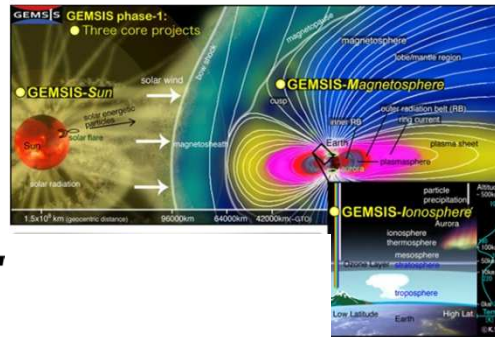 GEMSIS
GEMSIS phase-1:
Three core projects
GEMSIS-Sun
solar wind
bow shock
magnetopause
magnetosphere
lobe/mantle region
GEMSIS-Magnetosphere
cusp
solar energetic
particles
solar flare
Sun
magnetosheath
inner RB
outer radiation belt (RB)
ring current
Earth
plasma sheet
plasmasphere
solar radiation
1.5x10⁸ km (geocentric distance)
96000km
64000km
42000km
particle
precipitation
GEMSIS-Ionosphere
Aurora
ionosphere
thermosphere
mesosphere
Ozone Layer
stratosphere
troposphere
Low Latitude
Earth
High Lat.